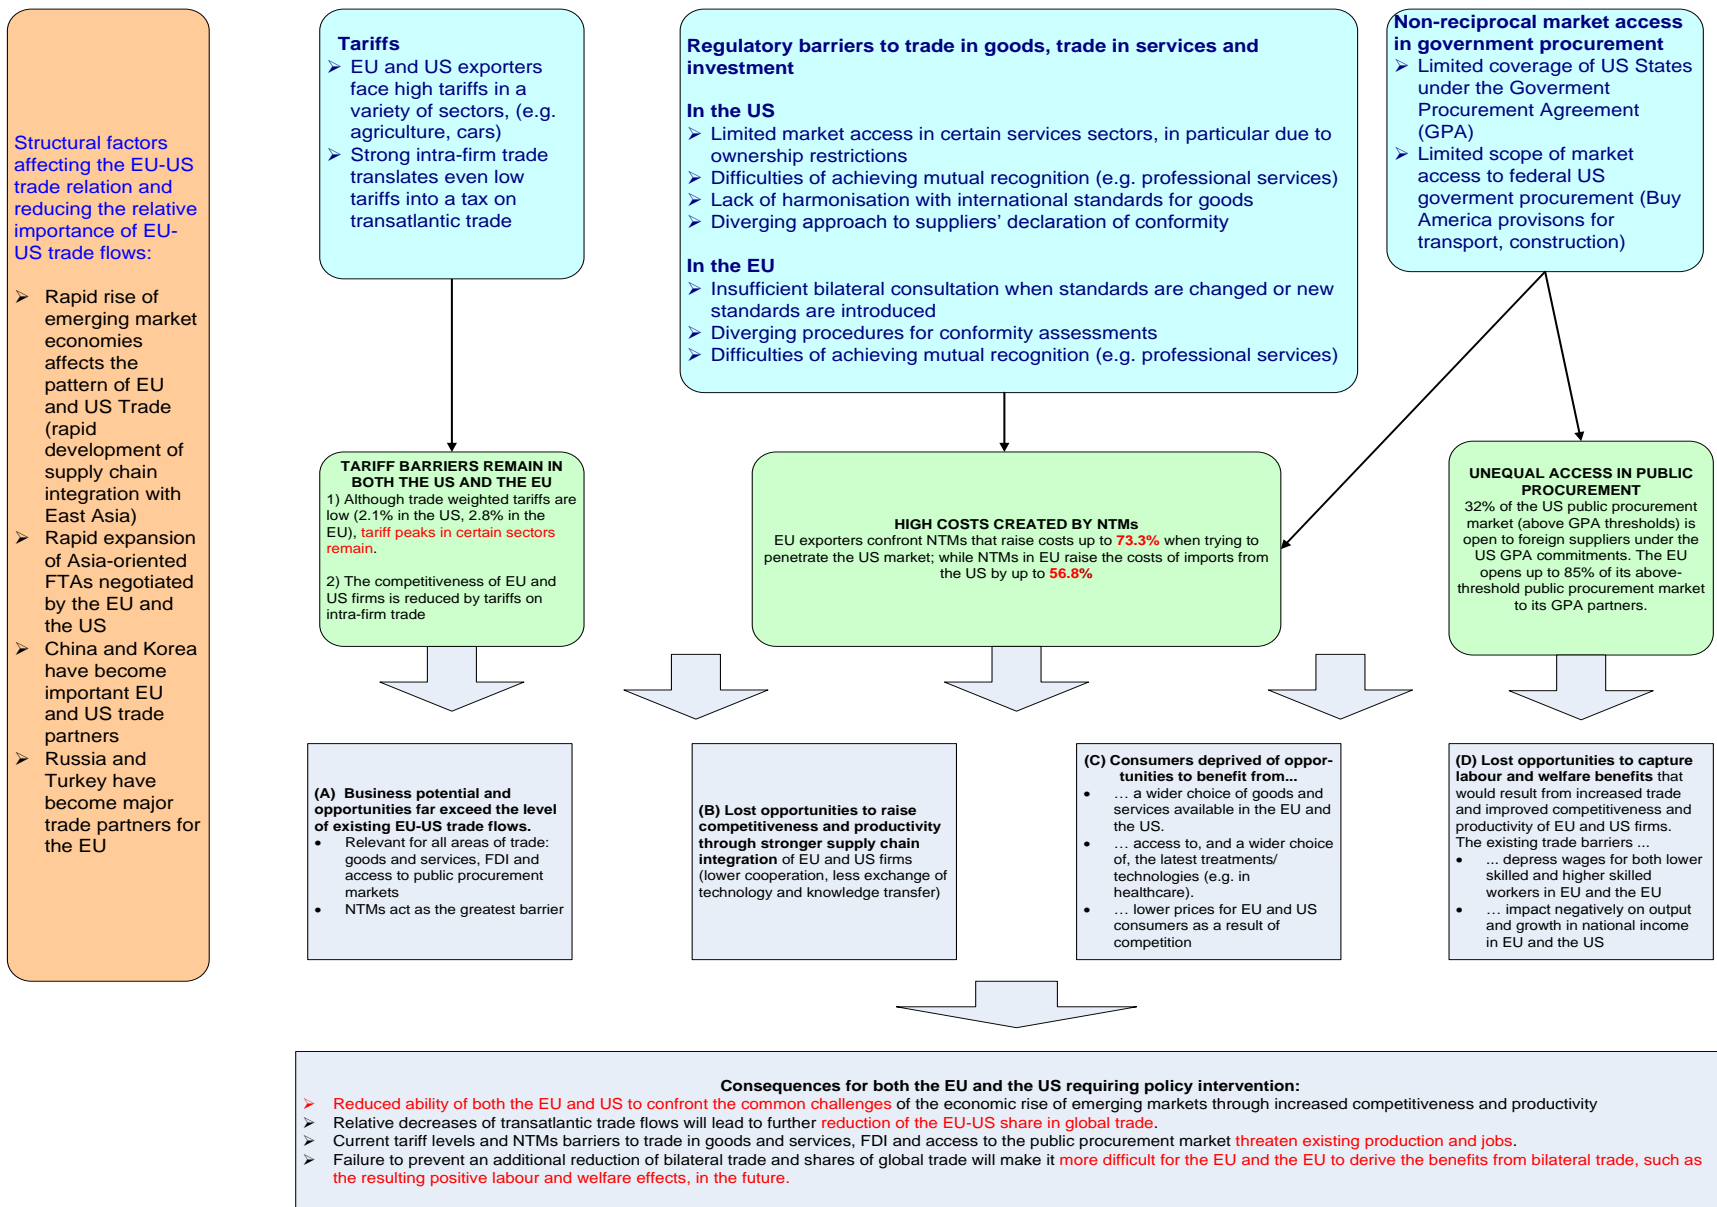 Structural factors
affecting the EU-US
trade relation and
reducing the relative
importance of EU-
US trade flows:
➢ Rapid rise of
emerging market
economies
affects the
pattern of EU
and US Trade
(rapid
development of
supply chain
integration with
East Asia)
➢ Rapid expansion
of Asia-oriented
FTAs negotiated
by the EU and
the US
➢ China and Korea
have become
important EU
and US trade
partners
➢ Russia and
Turkey have
become major
trade partners for
the EU
Tariffs
➢ EU and US exporters
face high tariffs in a
variety of sectors, (e.g.
agriculture, cars)
➢ Strong intra-firm trade
translates even low
tariffs into a tax on
transatlantic trade
Regulatory barriers to trade in goods, trade in services and
investment
In the US
➢ Limited market access in certain services sectors, in particular due to
ownership restrictions
➢ Difficulties of achieving mutual recognition (e.g. professional services)
➢ Lack of harmonisation with international standards for goods
➢ Diverging approach to suppliers’ declaration of conformity
In the EU
➢ Insufficient bilateral consultation when standards are changed or new
standards are introduced
➢ Diverging procedures for conformity assessments
➢ Difficulties of achieving mutual recognition (e.g. professional services)
Non-reciprocal market access
in government procurement
➢ Limited coverage of US States
under the Goverment
Procurement Agreement
(GPA)
➢ Limited scope of market
access to federal US
goverment procurement (Buy
America provisons for
transport, construction)
TARIFF BARRIERS REMAIN IN
BOTH THE US AND THE EU
1) Although trade weighted tariffs are
low (2.1% in the US, 2.8% in the
EU), tariff peaks in certain sectors
remain.
2) The competitiveness of EU and
US firms is reduced by tariffs on
intra-firm trade
HIGH COSTS CREATED BY NTMs
EU exporters confront NTMs that raise costs up to 73.3% when trying to
penetrate the US market; while NTMs in EU raise the costs of imports from
the US by up to 56.8%
UNEQUAL ACCESS IN PUBLIC
PROCUREMENT
32% of the US public procurement
market (above GPA thresholds) is
open to foreign suppliers under the
US GPA commitments. The EU
opens up to 85% of its above-
threshold public procurement market
to its GPA partners.
(A) Business potential and
opportunities far exceed the level
of existing EU-US trade flows.
• Relevant for all areas of trade:
goods and services, FDI and
access to public procurement
markets
• NTMs act as the greatest barrier
(B) Lost opportunities to raise
competitiveness and productivity
through stronger supply chain
integration of EU and US firms
(lower cooperation, less exchange of
technology and knowledge transfer)
(C) Consumers deprived of oppor-
tunities to benefit from...
• … a wider choice of goods and
services available in the EU and
the US.
• … access to, and a wider choice
of, the latest treatments/
technologies (e.g. in
healthcare).
• … lower prices for EU and US
consumers as a result of
competition
(D) Lost opportunities to capture
labour and welfare benefits that
would result from increased trade
and improved competitiveness and
productivity of EU and US firms.
The existing trade barriers ...
• ... depress wages for both lower
skilled and higher skilled
workers in EU and the EU
• … impact negatively on output
and growth in national income
in EU and the US
Consequences for both the EU and the US requiring policy intervention:
➢ Reduced ability of both the EU and US to confront the common challenges of the economic rise of emerging markets through increased competitiveness and productivity
➢ Relative decreases of transatlantic trade flows will lead to further reduction of the EU-US share in global trade.
➢ Current tariff levels and NTMs barriers to trade in goods and services, FDI and access to the public procurement market threaten existing production and jobs.
➢ Failure to prevent an additional reduction of bilateral trade and shares of global trade will make it more difficult for the EU and the EU to derive the benefits from bilateral trade, such as
the resulting positive labour and welfare effects, in the future.